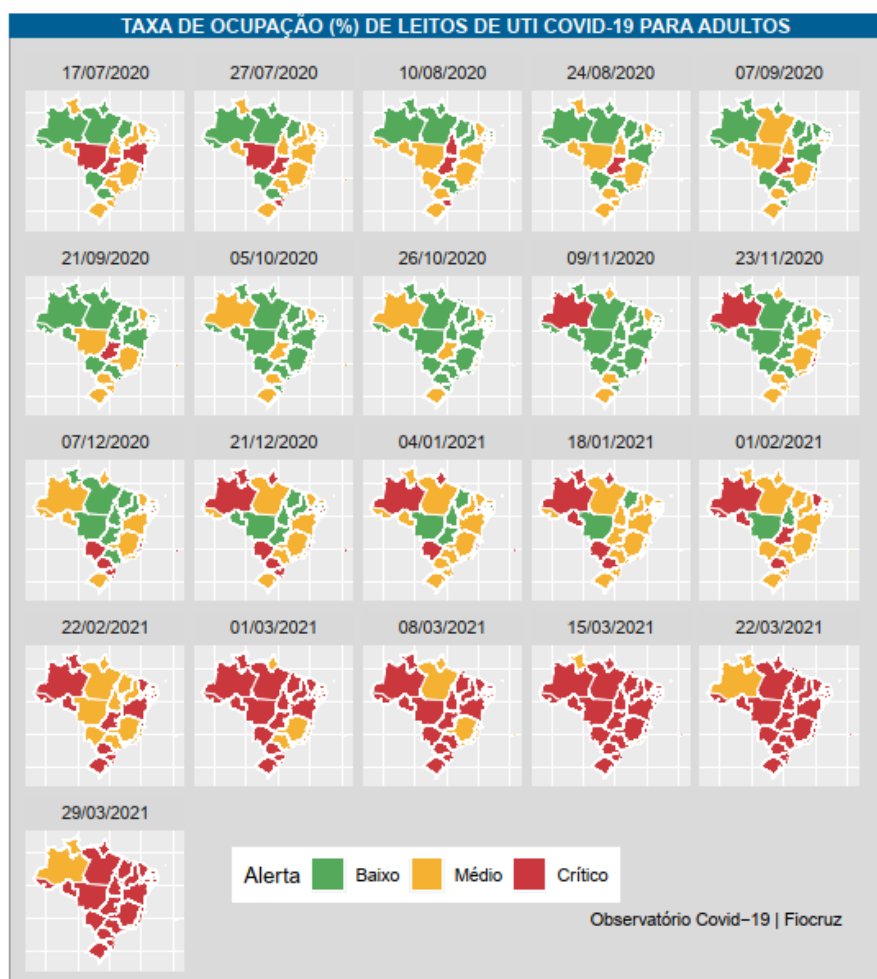 TAXA DE OCUPAÇÃO (%) DE LEITOS DE UTI COVID-19 PARA ADULTOS
17/07/2020 27/07/2020 10/08/2020 24/08/2020 07/09/2020
21/09/2020 05/10/2020 26/10/2020 09/11/2020 23/11/2020
07/12/2020 21/12/2020 04/01/2021 18/01/2021 01/02/2021
22/02/2021 01/03/2021 08/03/2021 15/03/2021 22/03/2021
29/03/2021
Alerta Baixo Médio Crítico
Observatório Covid−19 | Fiocruz